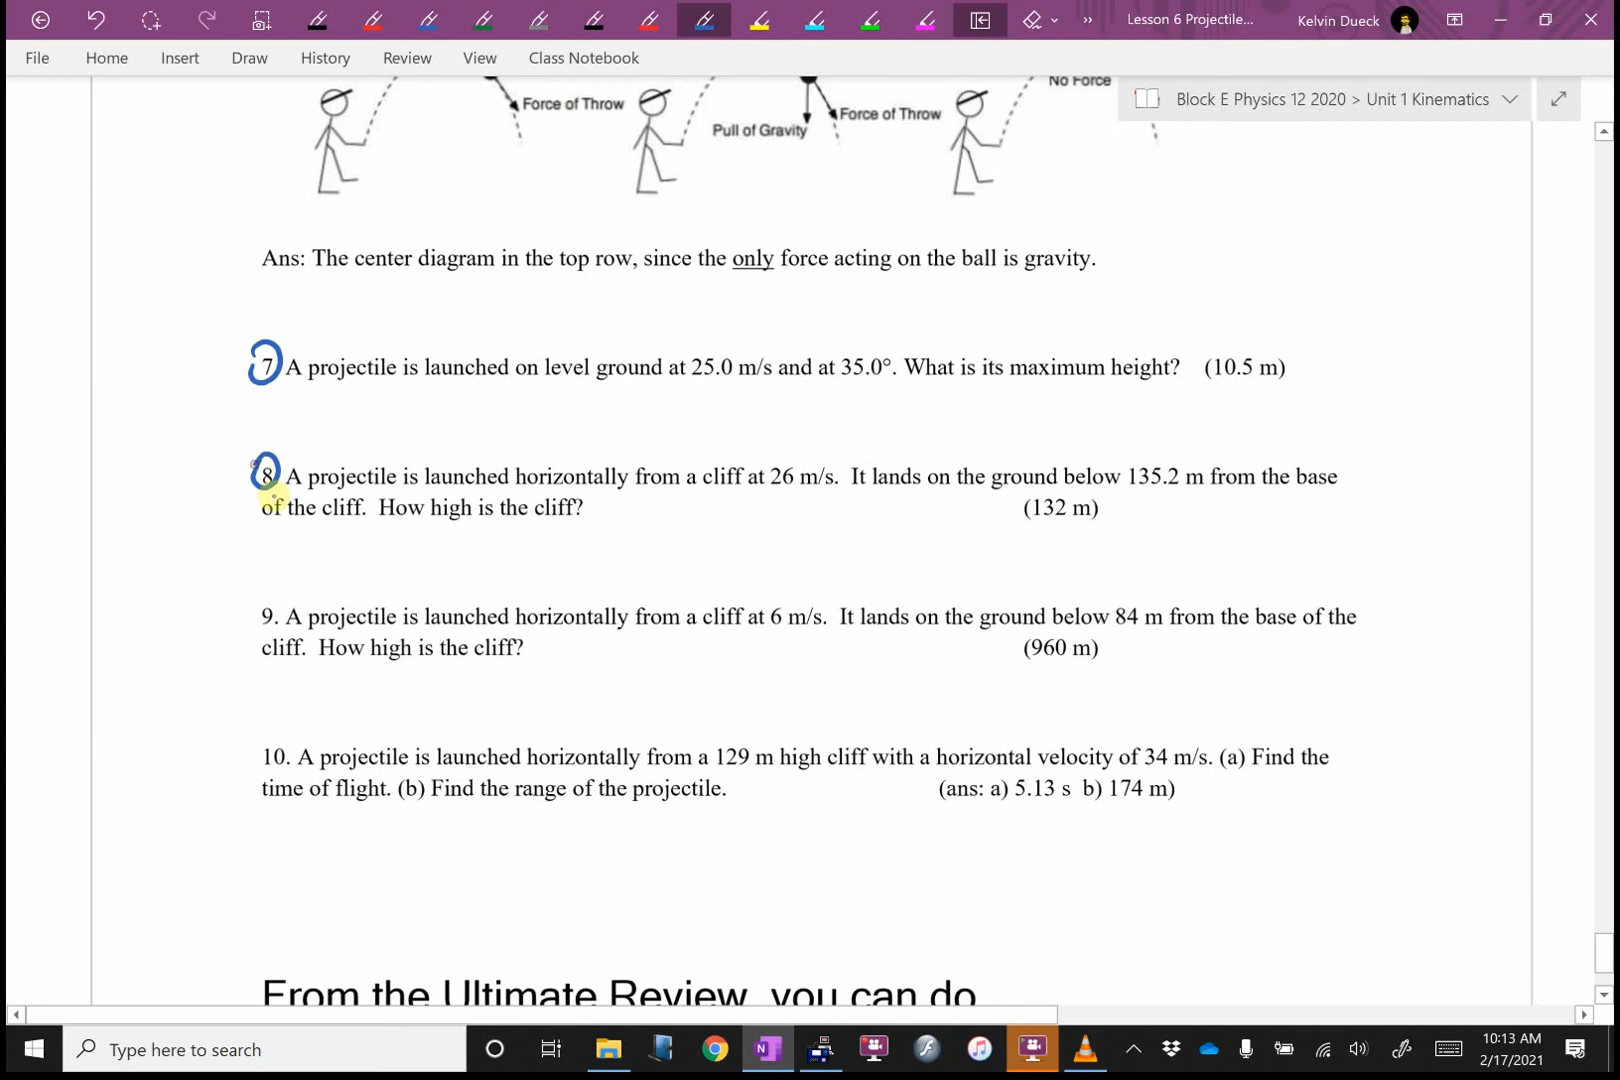 Lesson 6 Projectile...
Kelvin Dueck
File Home Insert Draw History Review View Class Notebook
Block E Physics 12 2020 > Unit 1 Kinematics
No Force
Force of Throw
Force of Throw
Pull of Gravity
Ans: The center diagram in the top row, since the only force acting on the ball is gravity.
7. A projectile is launched on level ground at 25.0 m/s and at 35.0°. What is its maximum height? (10.5 m)
8. A projectile is launched horizontally from a cliff at 26 m/s. It lands on the ground below 135.2 m from the base
of the cliff. How high is the cliff? (132 m)
9. A projectile is launched horizontally from a cliff at 6 m/s. It lands on the ground below 84 m from the base of the
cliff. How high is the cliff? (960 m)
10. A projectile is launched horizontally from a 129 m high cliff with a horizontal velocity of 34 m/s. (a) Find the
time of flight. (b) Find the range of the projectile. (ans: a) 5.13 s b) 174 m)
From the Ultimate Review, you can do
Type here to search
10:13 AM
2/17/2021